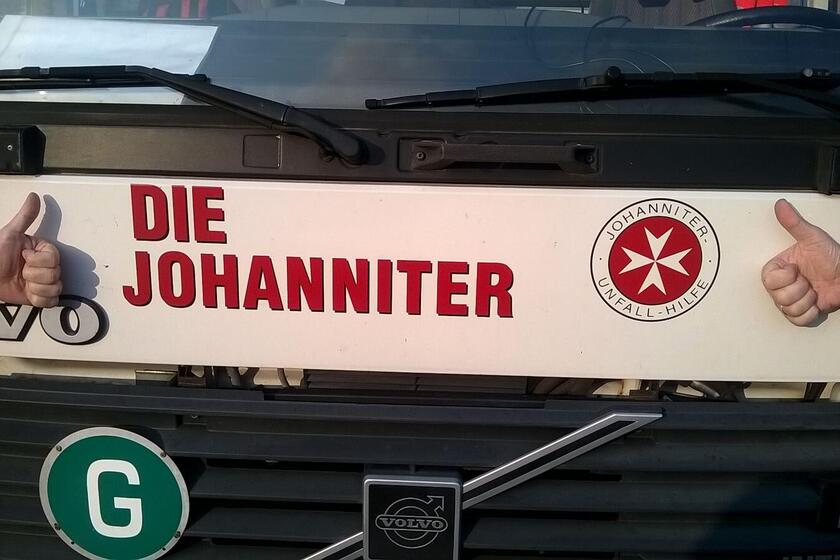 DIE
JOHANNITER
JOHANNITER-
UNFALL-HILFE
VO
G
VOLVO